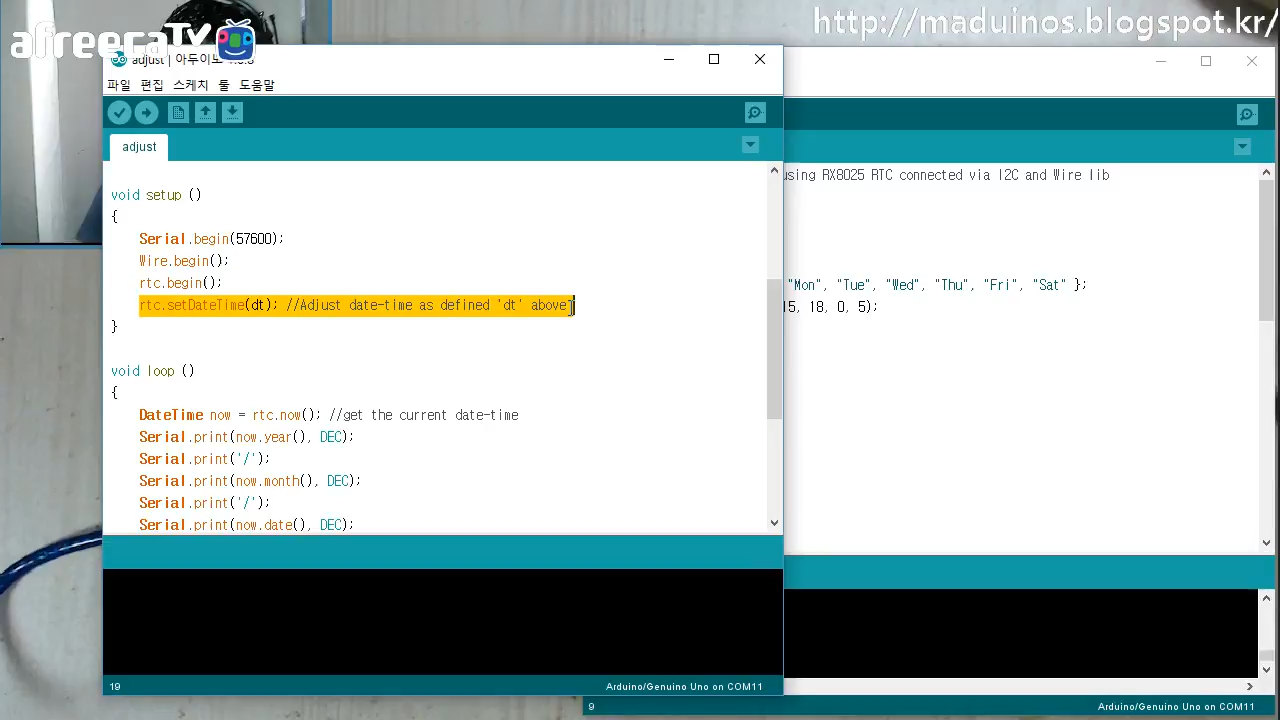 afreecaTV
http://maduinos.blogspot.kr/
adjust | 아두이노
파일 편집 스케치 툴 도움말
adjust
void setup ()
{
Serial.begin(57600);
Wire.begin();
rtc.begin();
rtc.setDateTime(dt); //Adjust date-time as defined 'dt' above
}
void loop ()
{
DateTime now = rtc.now(); //get the current date-time
Serial.print(now.year(), DEC);
Serial.print('/');
Serial.print(now.month(), DEC);
Serial.print('/');
Serial.print(now.date(), DEC);
19
Arduino/Genuino Uno on COM11
using RX8025 RTC connected via I2C and Wire lib
"Mon", "Tue", "Wed", "Thu", "Fri", "Sat" };
15, 18, 0, 5);
9
Arduino/Genuino Uno on COM11